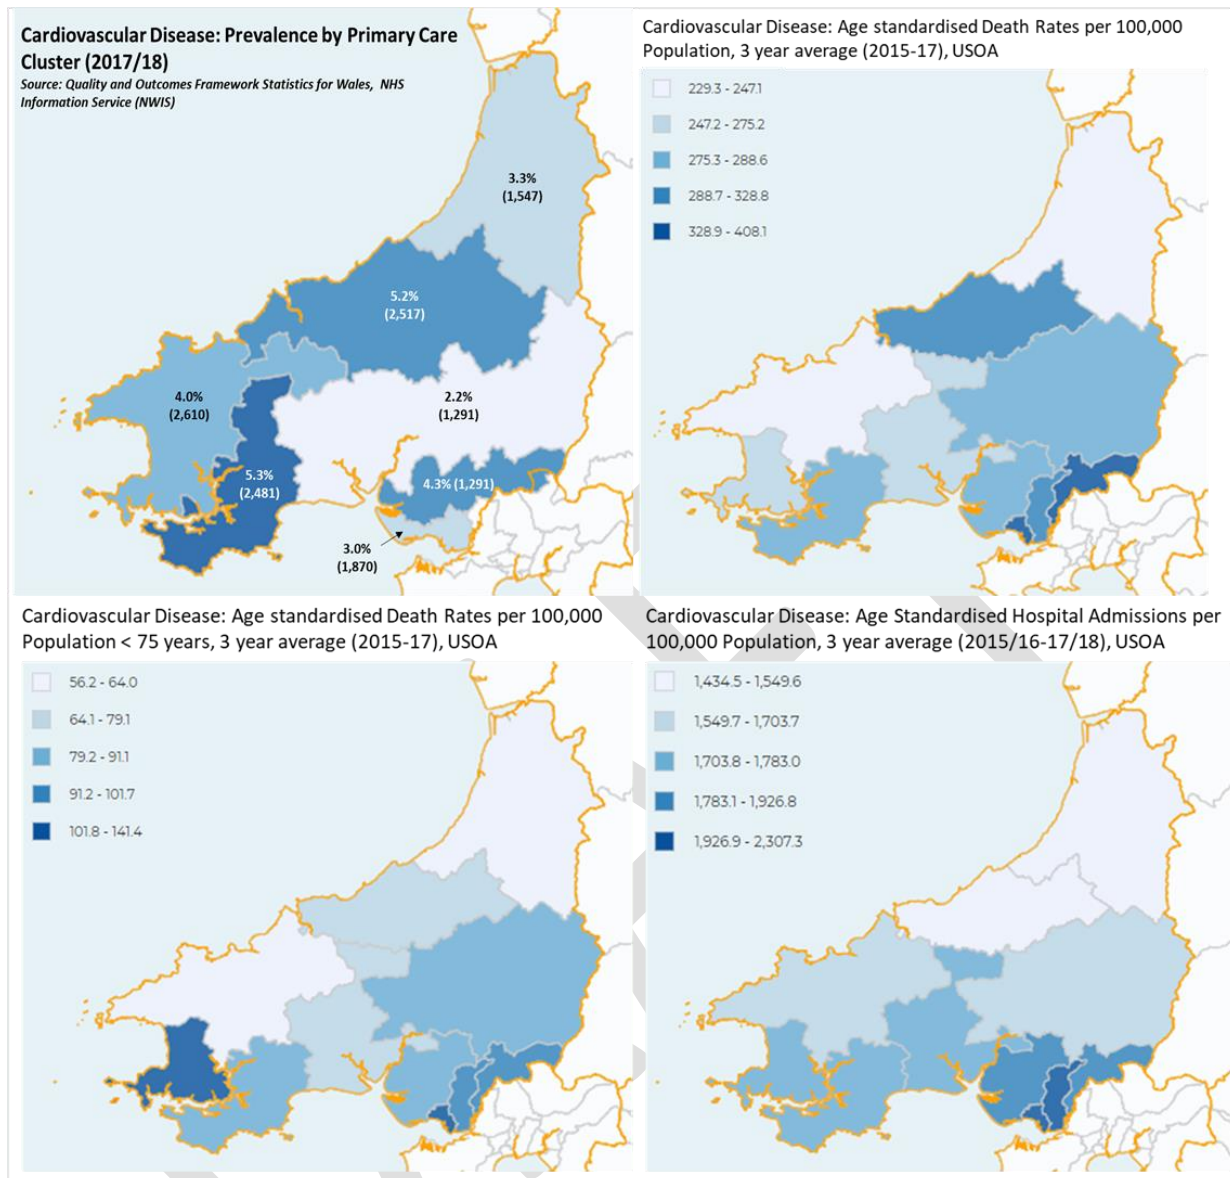 Cardiovascular Disease: Prevalence by Primary Care
Cluster (2017/18)
Source: Quality and Outcomes Framework Statistics for Wales, NHS
Information Service (NWIS)
3.3%
(1,547)
5.2%
(2,517)
4.0%
(2,610)
2.2%
(1,291)
5.3%
(2,481)
4.3% (1,291)
3.0%
(1,870)
Cardiovascular Disease: Age standardised Death Rates per 100,000
Population, 3 year average (2015-17), USOA
229.3 - 247.1
247.2 - 275.2
275.3 - 288.6
288.7 - 328.8
328.9 - 408.1
Cardiovascular Disease: Age standardised Death Rates per 100,000
Population < 75 years, 3 year average (2015-17), USOA
56.2 - 64.0
64.1 - 79.1
79.2 - 91.1
91.2 - 101.7
101.8 - 141.4
Cardiovascular Disease: Age Standardised Hospital Admissions per
100,000 Population, 3 year average (2015/16-17/18), USOA
1,434.5 - 1,549.6
1,549.7 - 1,703.7
1,703.8 - 1,783.0
1,783.1 - 1,926.8
1,926.9 - 2,307.3